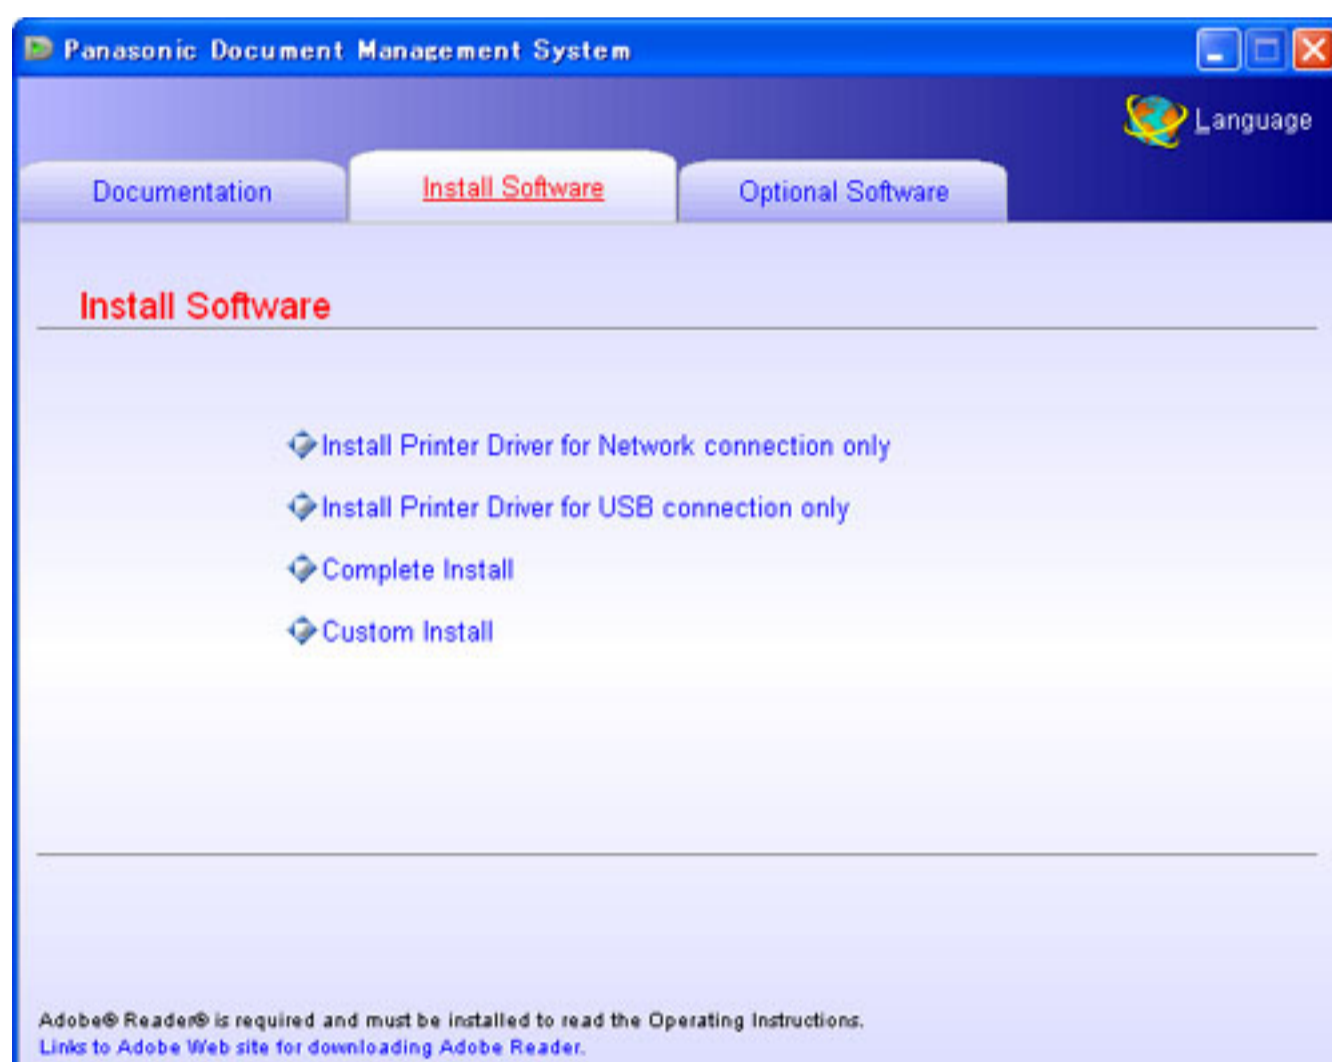 Panasonic Document Management System
Language
Documentation
Install Software
Optional Software
Install Software
Install Printer Driver for Network connection only
Install Printer Driver for USB connection only
Complete Install
Custom Install
Adobe® Reader® is required and must be installed to read the Operating Instructions.
Links to Adobe Web site for downloading Adobe Reader.